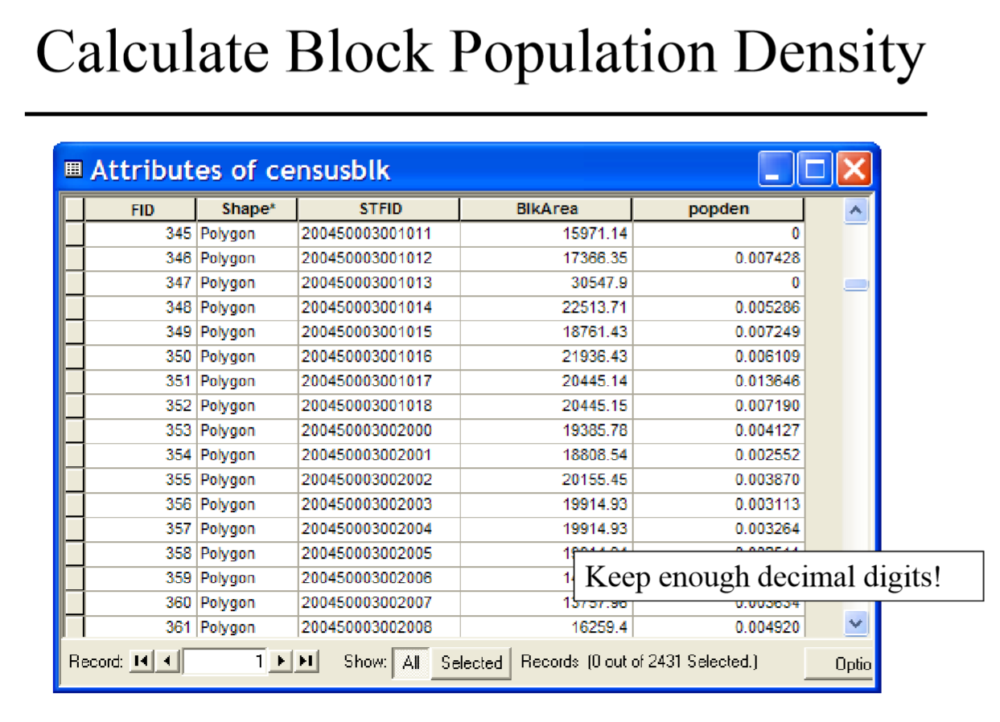 Calculate Block Population Density
Attributes of censusblk
FID Shape* STFID BlkArea popden
345 Polygon 200450003001011 15971.14 0
346 Polygon 200450003001012 17366.35 0.007428
347 Polygon 200450003001013 30547.9 0
348 Polygon 200450003001014 22513.71 0.005286
349 Polygon 200450003001015 18761.43 0.007249
350 Polygon 200450003001016 21936.43 0.006109
351 Polygon 200450003001017 20445.14 0.013646
352 Polygon 200450003001018 20445.15 0.007190
353 Polygon 200450003002000 19385.78 0.004127
354 Polygon 200450003002001 18808.54 0.002552
355 Polygon 200450003002002 20155.45 0.003870
356 Polygon 200450003002003 19914.93 0.003113
357 Polygon 200450003002004 19914.93 0.003264
358 Polygon 200450003002005
359 Polygon 200450003002006
Keep enough decimal digits!
360 Polygon 200450003002007 13757.96 0.003634
361 Polygon 200450003002008 16259.4 0.004920
Record: 1 Show: All Selected Records (0 out of 2431 Selected.) Optio